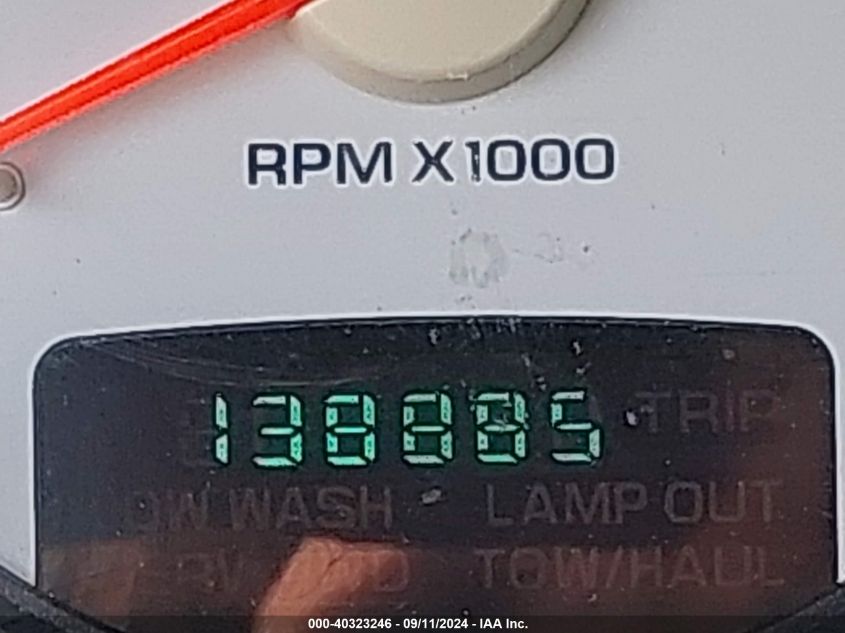 RPM X1000
138885
TRIP
WASH LAMP OUT
TOW/HAUL
000-40323246 - 09/11/2024 - IAA Inc.